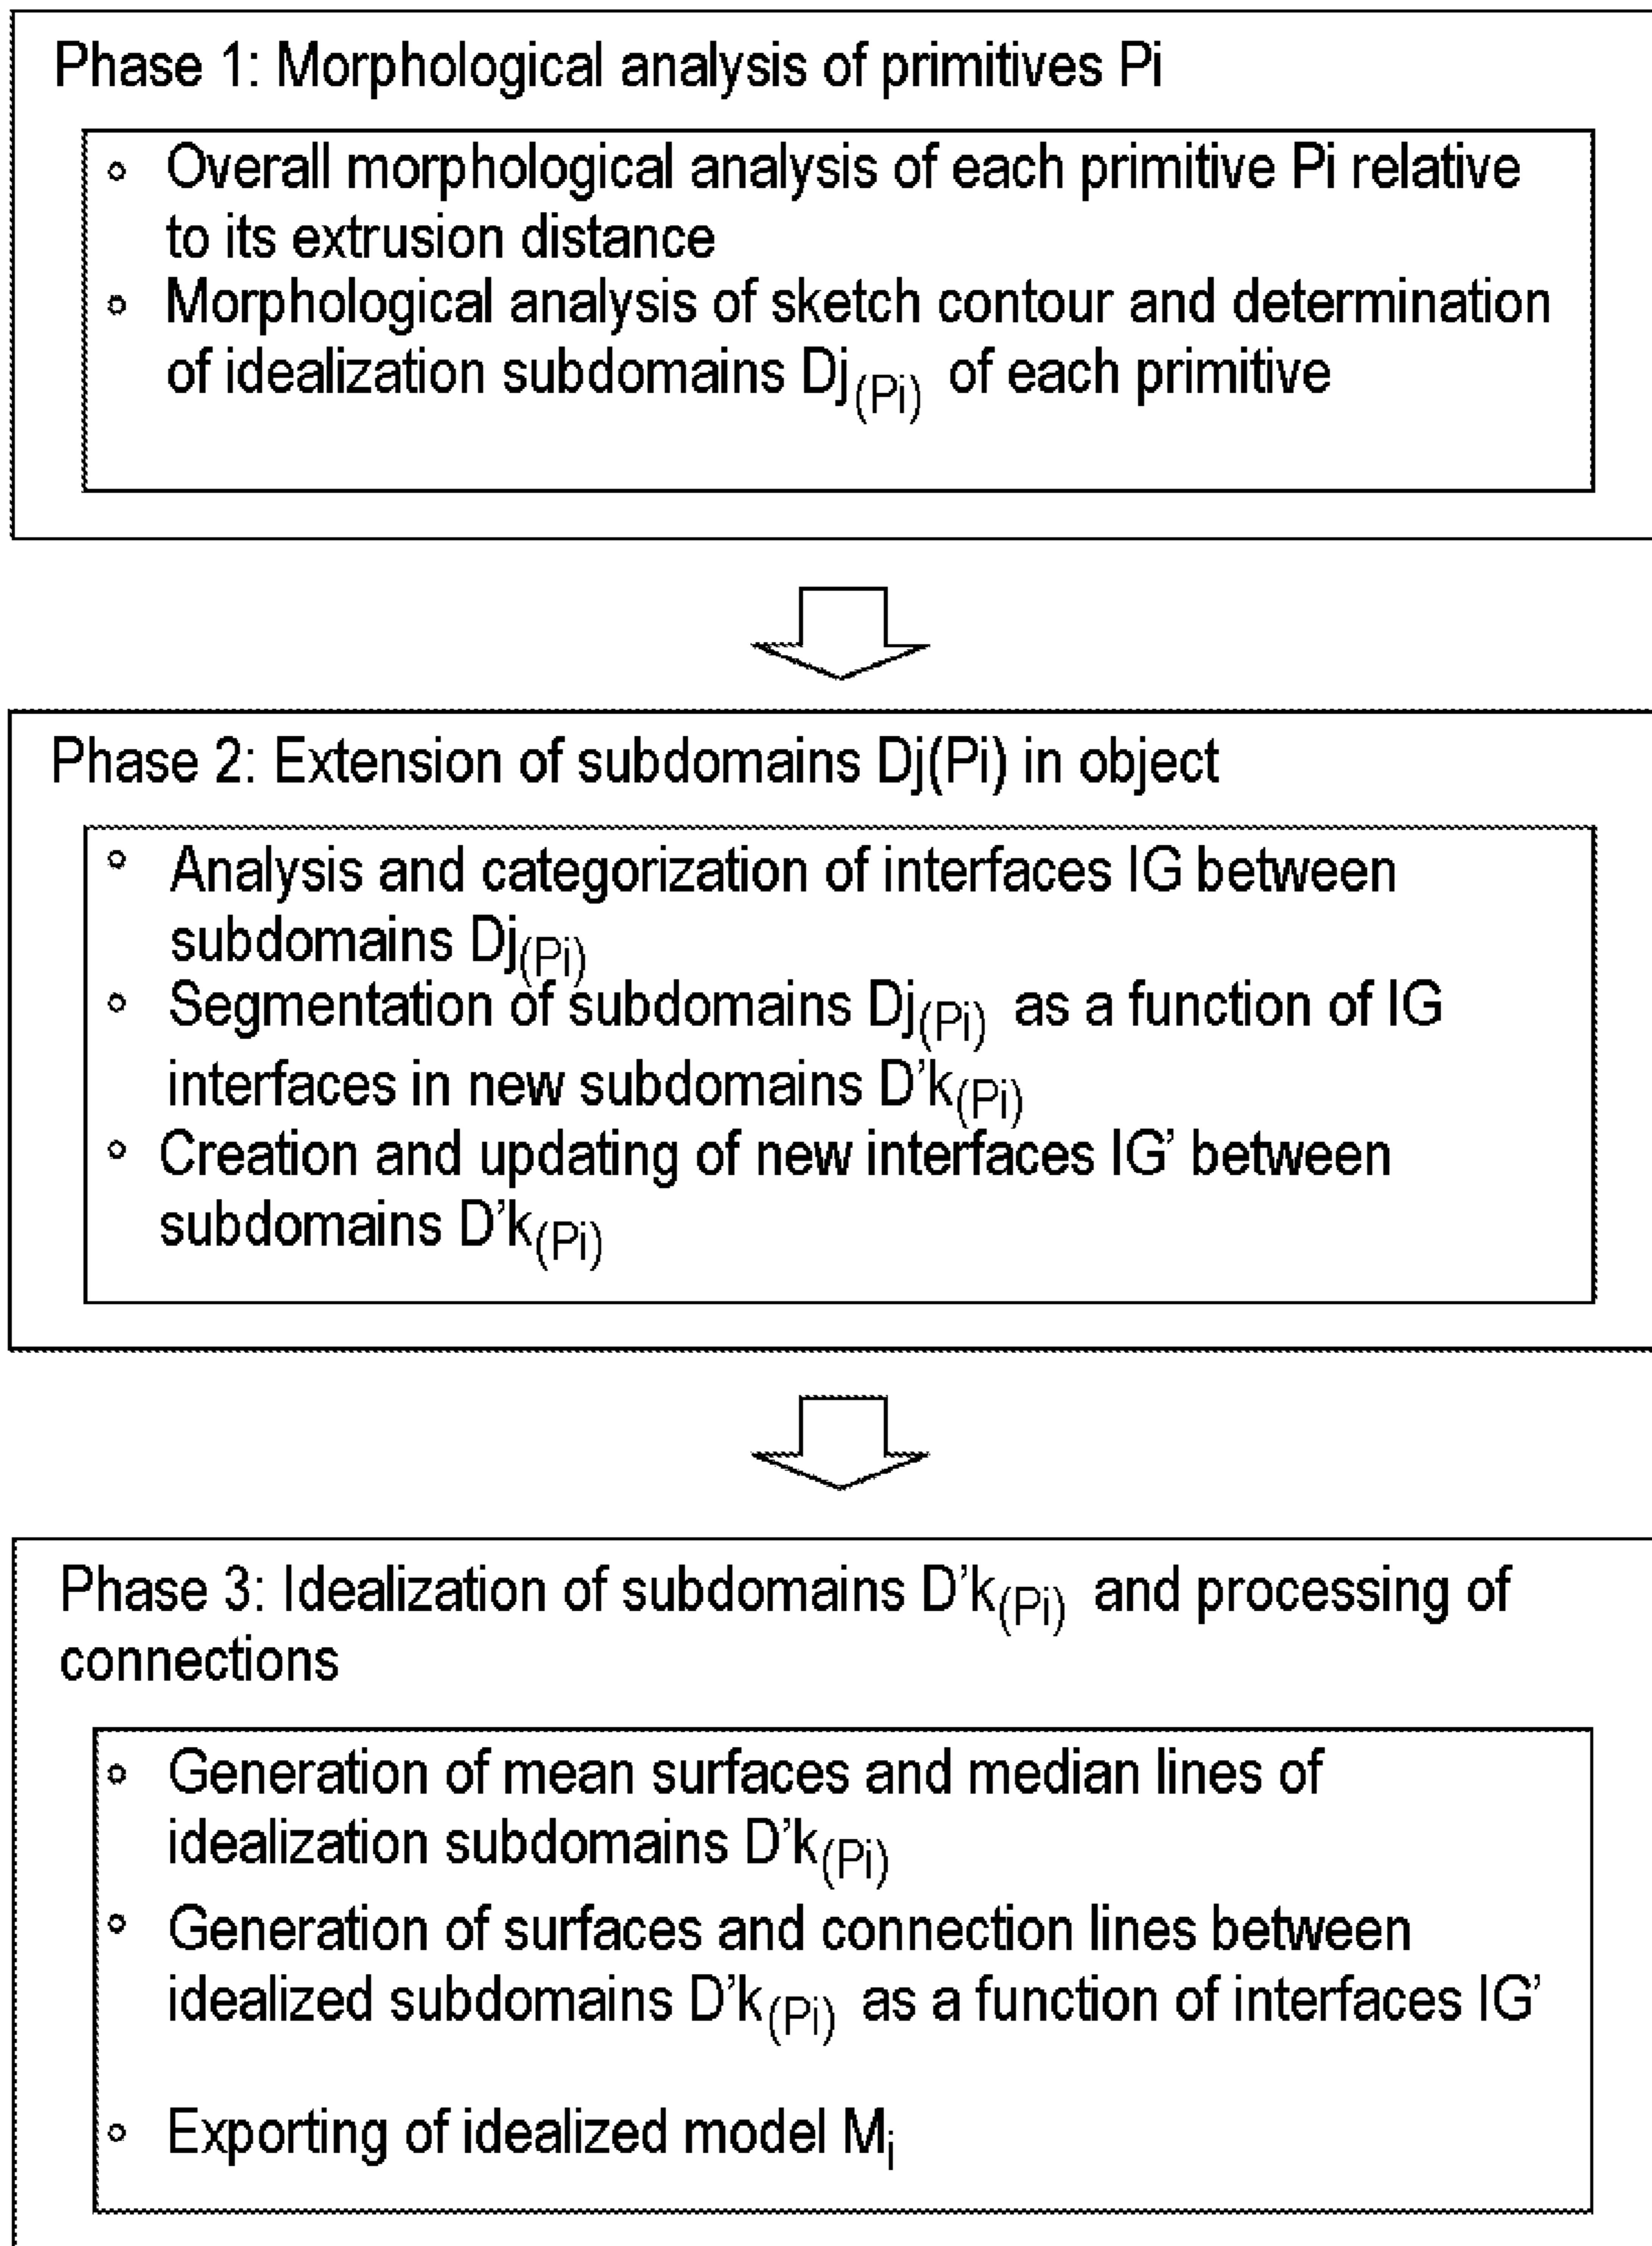 Phase 1: Morphological analysis of primitives Pi
∘ Overall morphological analysis of each primitive Pi relative
to its extrusion distance
∘ Morphological analysis of sketch contour and determination
of idealization subdomains Dj(Pi) of each primitive
Phase 2: Extension of subdomains Dj(Pi) in object
∘ Analysis and categorization of interfaces IG between
subdomains Dj(Pi)
∘ Segmentation of subdomains Dj(Pi) as a function of IG
interfaces in new subdomains D’k(Pi)
∘ Creation and updating of new interfaces IG’ between
subdomains D’k(Pi)
Phase 3: Idealization of subdomains D’k(Pi) and processing of
connections
∘ Generation of mean surfaces and median lines of
idealization subdomains D’k(Pi)
∘ Generation of surfaces and connection lines between
idealized subdomains D’k(Pi) as a function of interfaces IG’
∘ Exporting of idealized model Mi